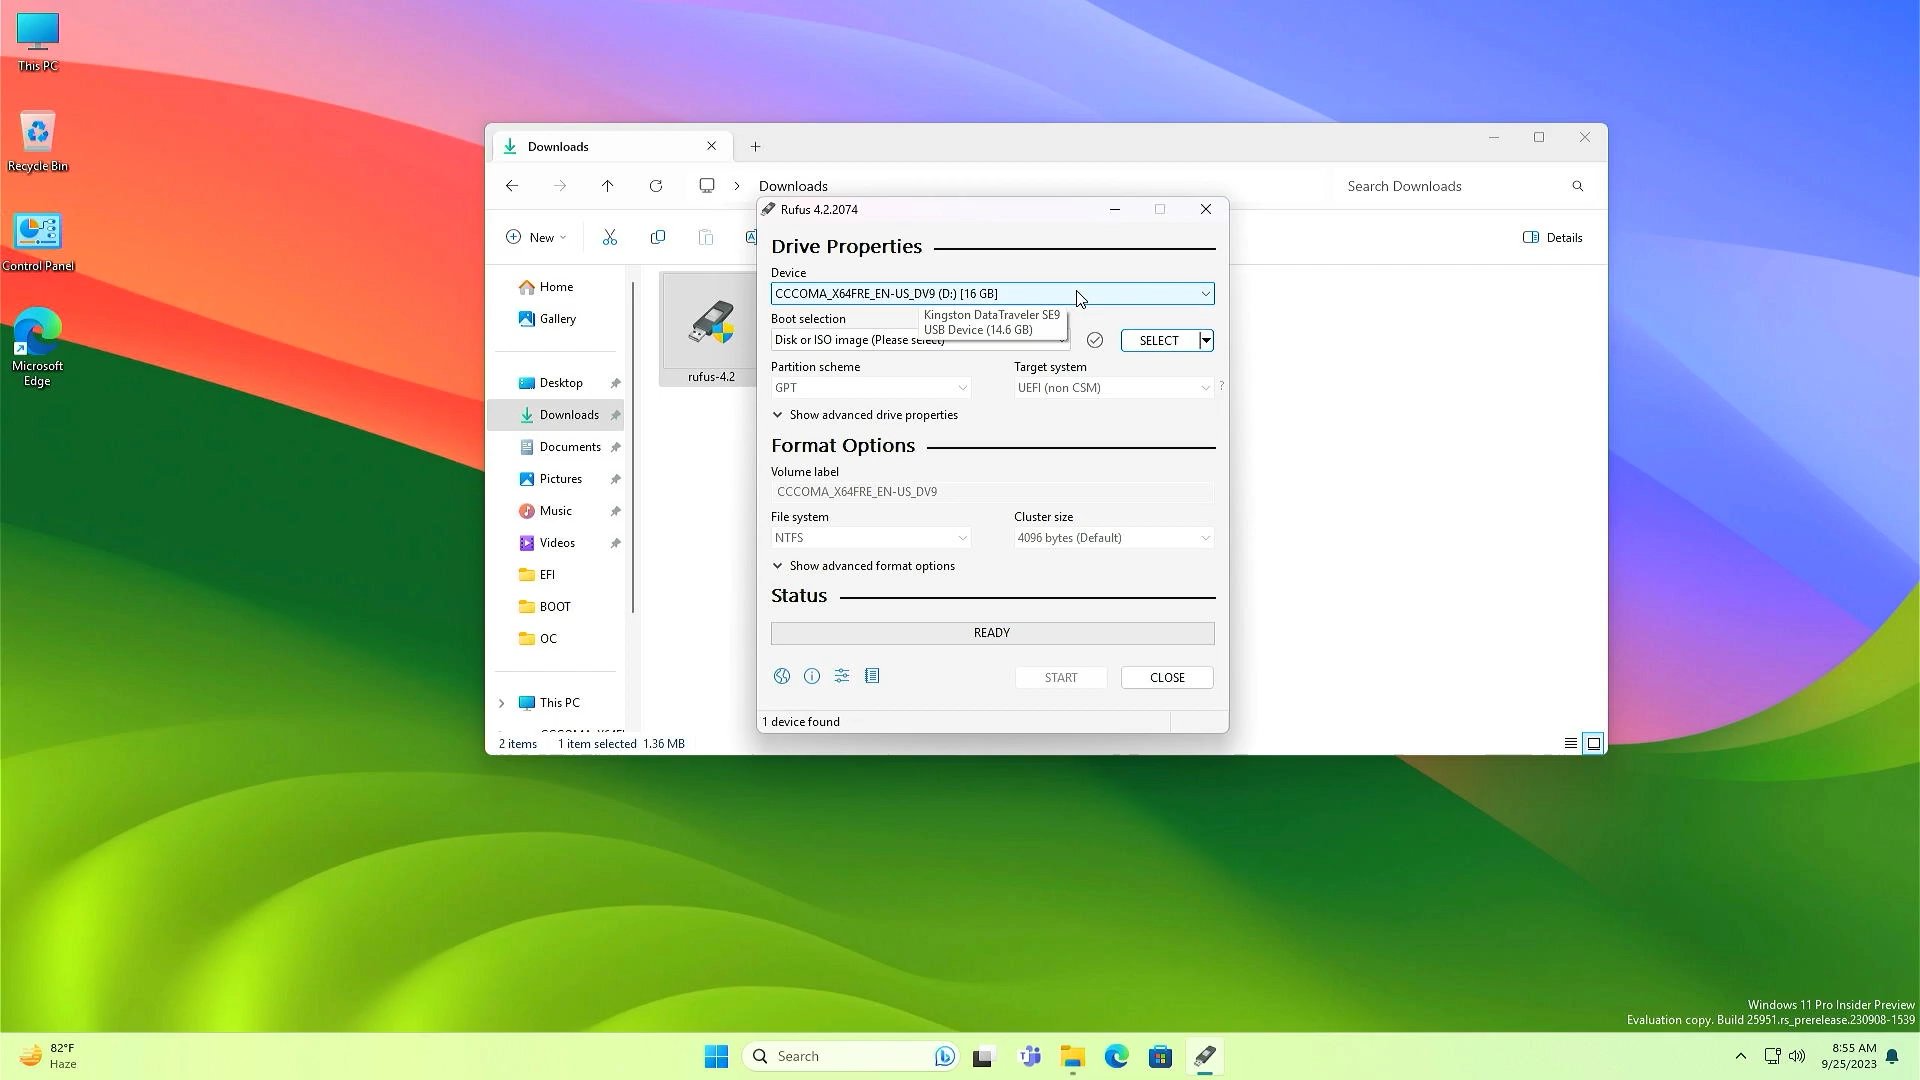 This PC
Recycle Bin
Control Panel
Microsoft
Edge
Downloads
Downloads
Search Downloads
New
Details
Home
Gallery
Desktop
Downloads
Documents
Pictures
Music
Videos
EFI
BOOT
OC
This PC
2 items 1 item selected 1.36 MB
rufus-4.2
Rufus 4.2.2074
Drive Properties
Device
CCCOMA_X64FRE_EN-US_DV9 (D:) [16 GB]
Kingston DataTraveler SE9
USB Device (14.6 GB)
Boot selection
Disk or ISO image (Please select)
SELECT
Partition scheme
Target system
GPT
UEFI (non CSM)
?
Show advanced drive properties
Format Options
Volume label
CCCOMA_X64FRE_EN-US_DV9
File system
Cluster size
NTFS
4096 bytes (Default)
Show advanced format options
Status
READY
START
CLOSE
1 device found
Windows 11 Pro Insider Preview
Evaluation copy. Build 25951.rs_prerelease.230908-1539
82°F
Haze
Search
8:55 AM
9/25/2023